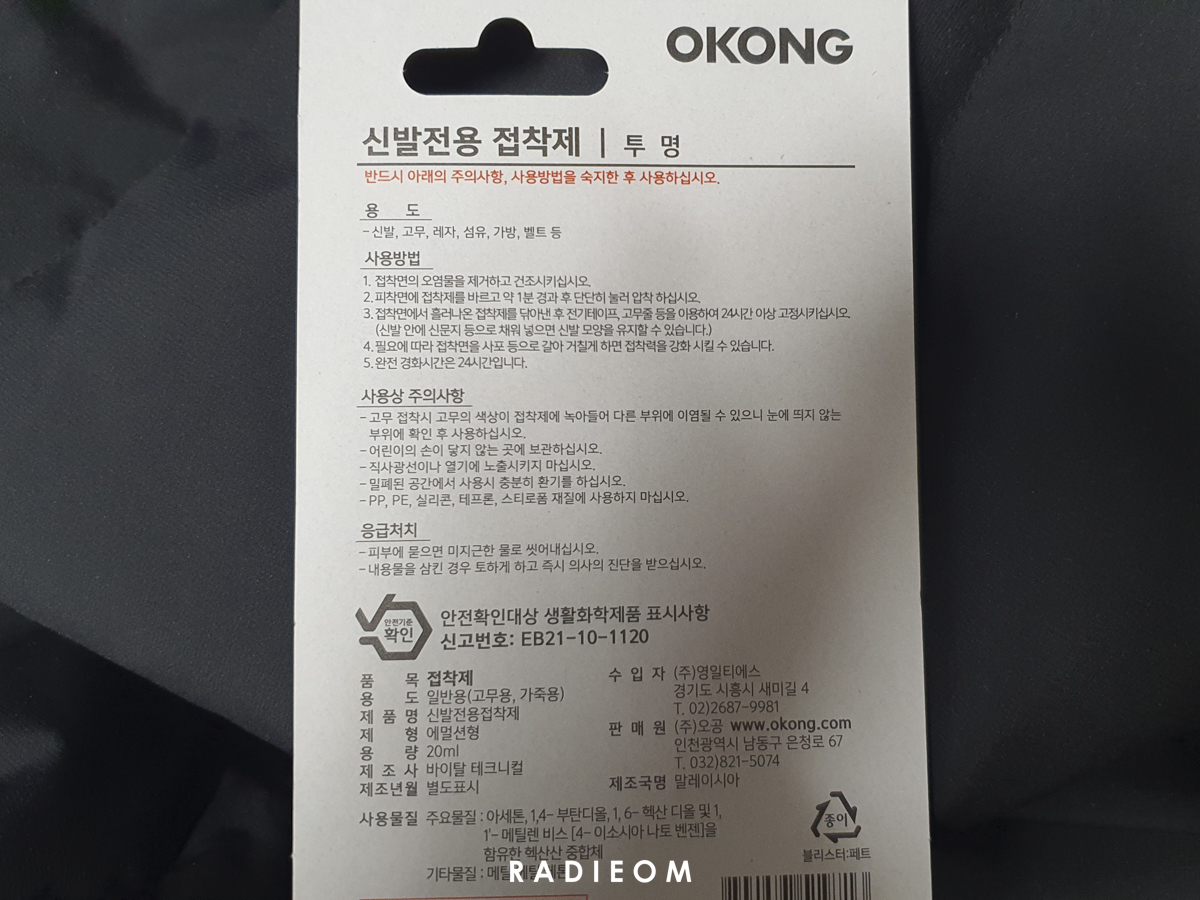 OKONG
신발전용 접착제 | 투 명
반드시 아래의 주의사항, 사용방법을 숙지한 후 사용하십시오.
용 도
- 신발, 고무, 레자, 섬유, 가방, 벨트 등
사용방법
1. 접착면의 오염물을 제거하고 건조시키십시오.
2. 피착면에 접착제를 바르고 약 1분 경과 후 단단히 눌러 압착 하십시오.
3. 접착면에서 흘러나온 접착제를 닦아낸 후 전기테이프, 고무줄 등을 이용하여 24시간 이상 고정시키십시오.
(신발 안에 신문지 등으로 채워 넣으면 신발 모양을 유지할 수 있습니다.)
4. 필요에 따라 접착면을 사포 등으로 갈아 거칠게 하면 접착력을 강화 시킬 수 있습니다.
5. 완전 경화시간은 24시간입니다.
사용상 주의사항
- 고무 접착시 고무의 색상이 접착제에 녹아들어 다른 부위에 이염될 수 있으니 눈에 띄지 않는
부위에 확인 후 사용하십시오.
- 어린이의 손이 닿지 않는 곳에 보관하십시오.
- 직사광선이나 열기에 노출시키지 마십시오.
- 밀폐된 공간에서 사용시 충분히 환기를 하십시오.
- PP, PE, 실리콘, 테프론, 스티로폼 재질에 사용하지 마십시오.
응급처치
- 피부에 묻으면 미지근한 물로 씻어내십시오.
- 내용물을 삼킨 경우 토하게 하고 즉시 의사의 진단을 받으십시오.
안전기준
확인
안전확인대상 생활화학제품 표시사항
신고번호: EB21-10-1120
품 목 접착제
용 도 일반용(고무용, 가죽용)
제 품 명 신발전용접착제
제 형 에멀션형
용 량 20ml
제 조 사 바이탈 테크니컬
제조년월 별도표시
수 입 자 (주)영일티에스
경기도 시흥시 새미길 4
T. 02)2687-9981
판 매 원 (주)오공 www.okong.com
인천광역시 남동구 은청로 67
T. 032)821-5074
제조국명 말레이시아
사용물질 주요물질 : 아세톤, 1,4- 부탄디올, 1, 6- 헥산 디올 및 1,
1'- 메틸렌 비스 [4- 이소시아 나토 벤젠]을
함유한 헥산산 중합체
기타물질 : 메틸
종이
블리스터:페트
RADIEOM